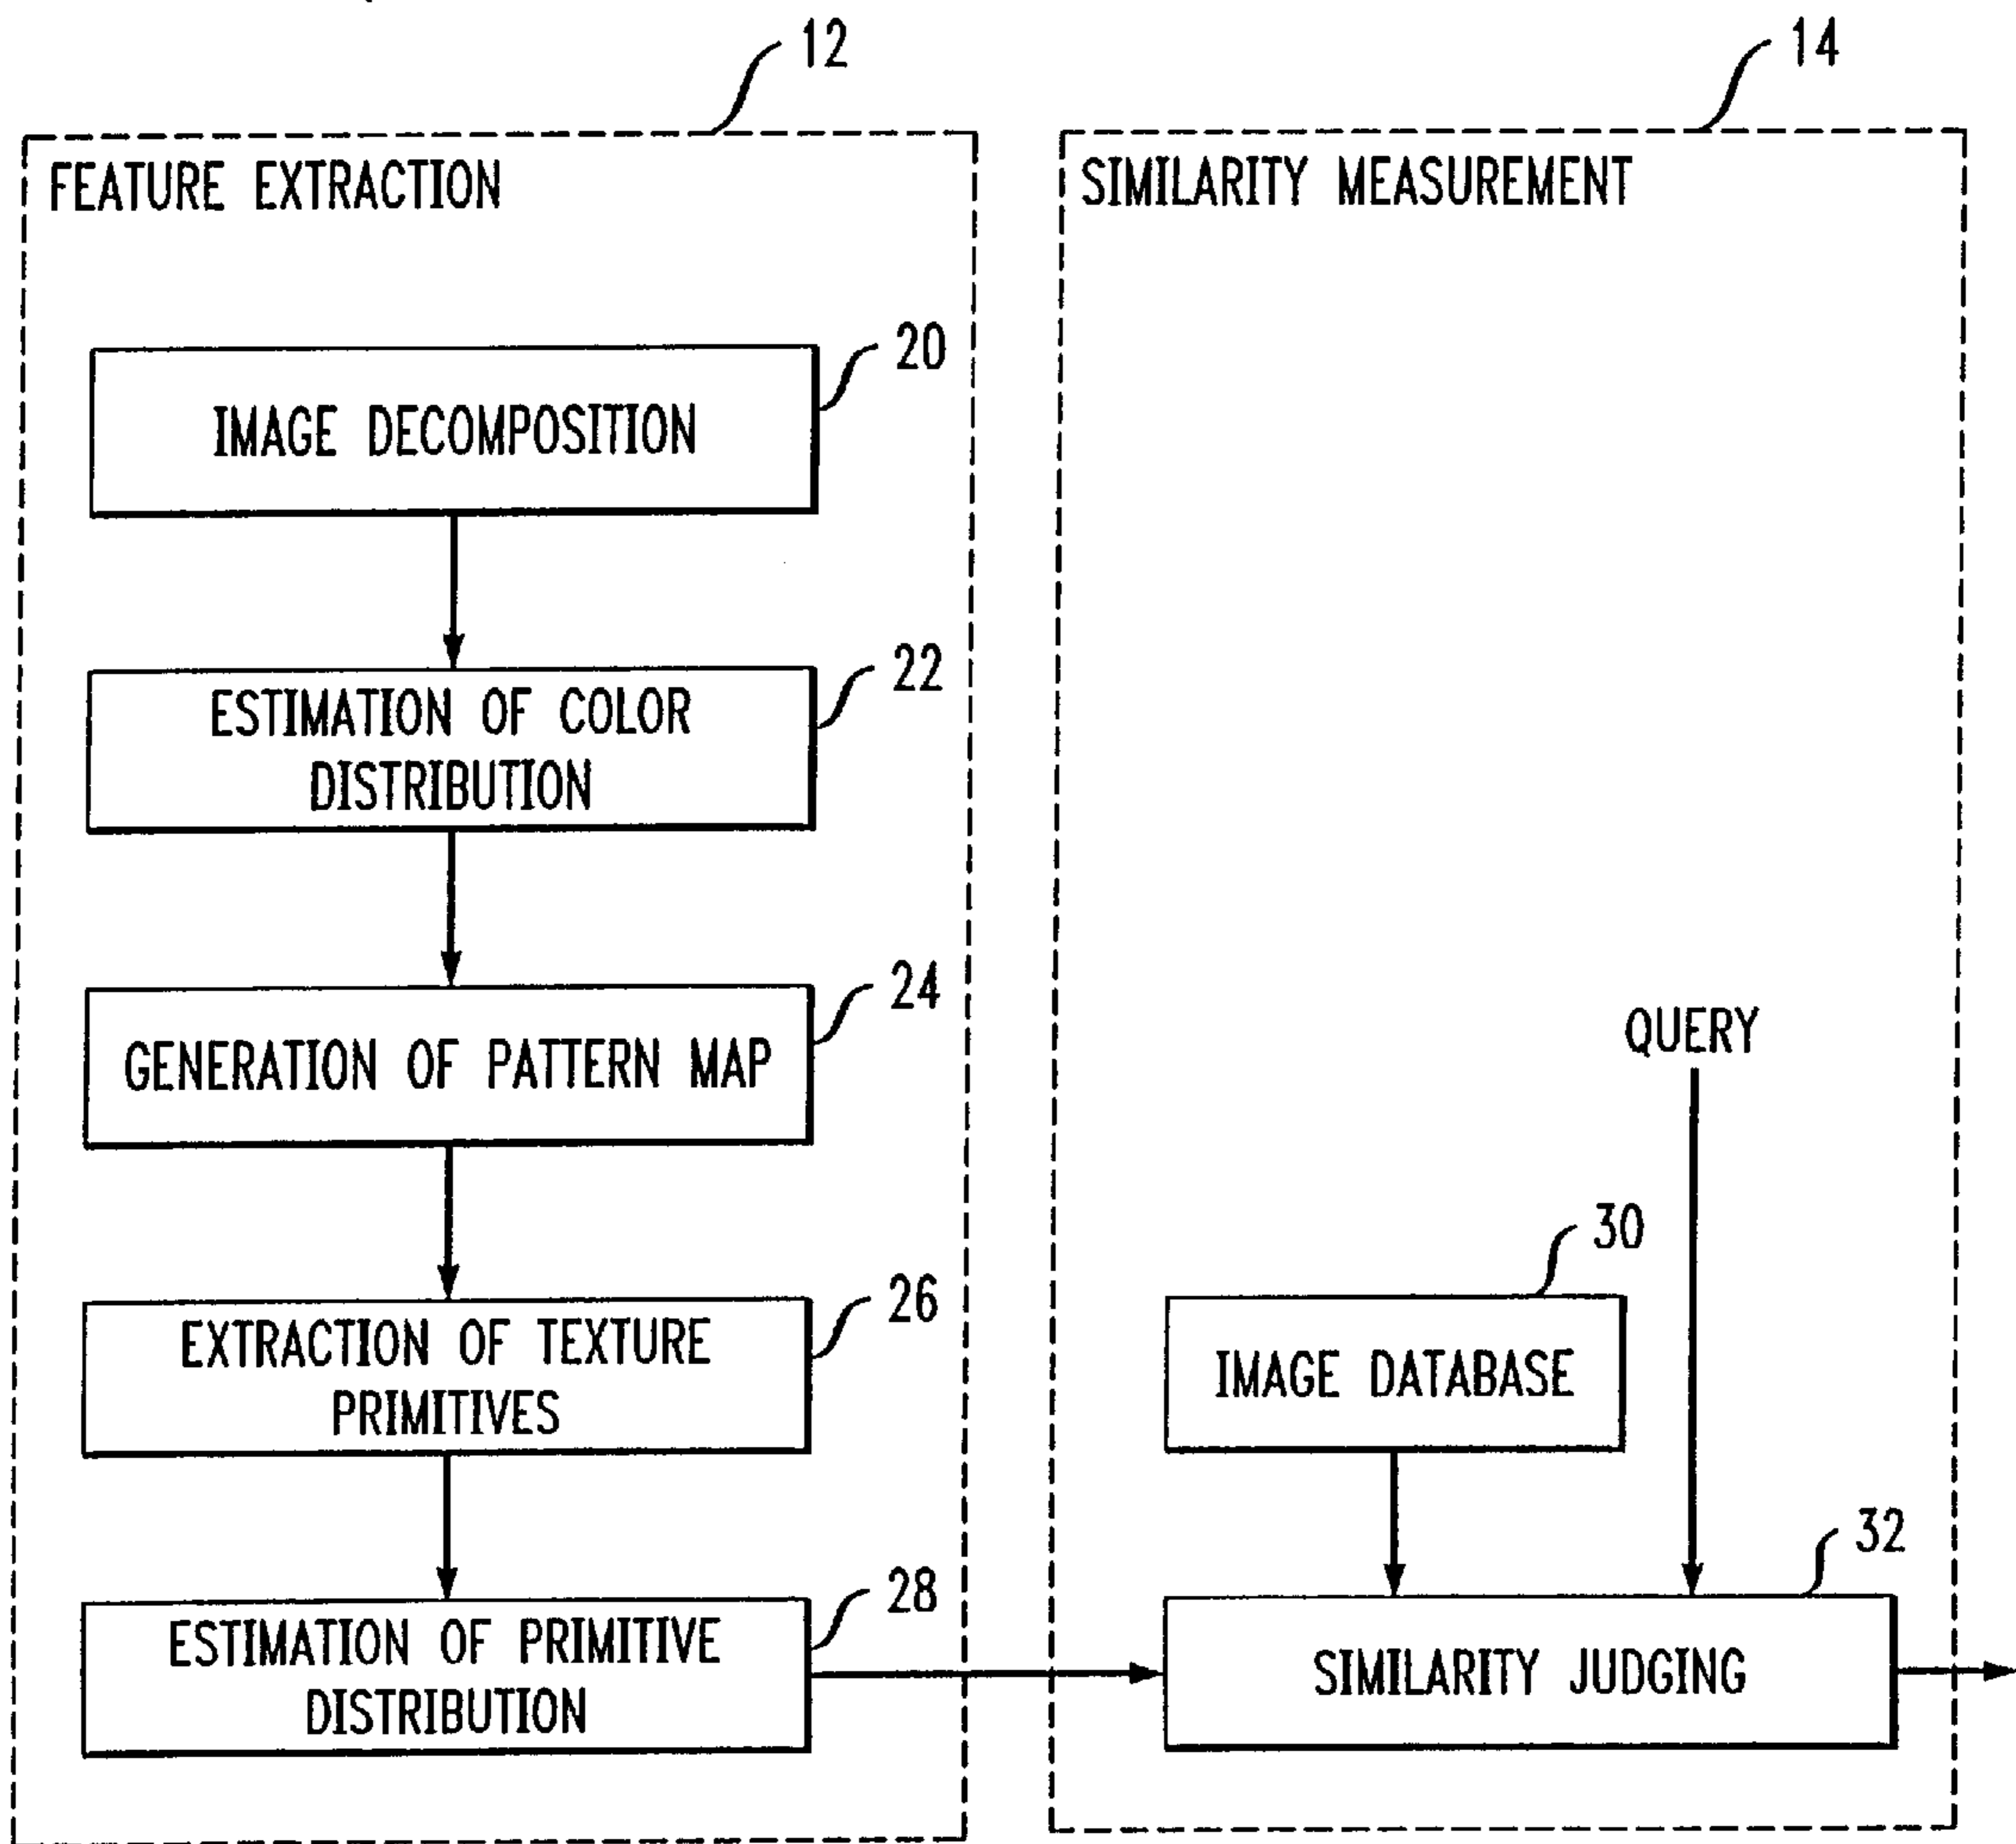 12
FEATURE EXTRACTION
20
IMAGE DECOMPOSITION
22
ESTIMATION OF COLOR
DISTRIBUTION
24
GENERATION OF PATTERN MAP
26
EXTRACTION OF TEXTURE
PRIMITIVES
28
ESTIMATION OF PRIMITIVE
DISTRIBUTION
14
SIMILARITY MEASUREMENT
QUERY
30
IMAGE DATABASE
32
SIMILARITY JUDGING